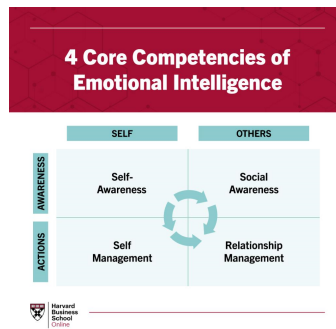 4 Core Competencies of
Emotional Intelligence
SELF
OTHERS
AWARENESS
Self-
Awareness
Social
Awareness
ACTIONS
Self
Management
Relationship
Management
Harvard
Business
School
Online